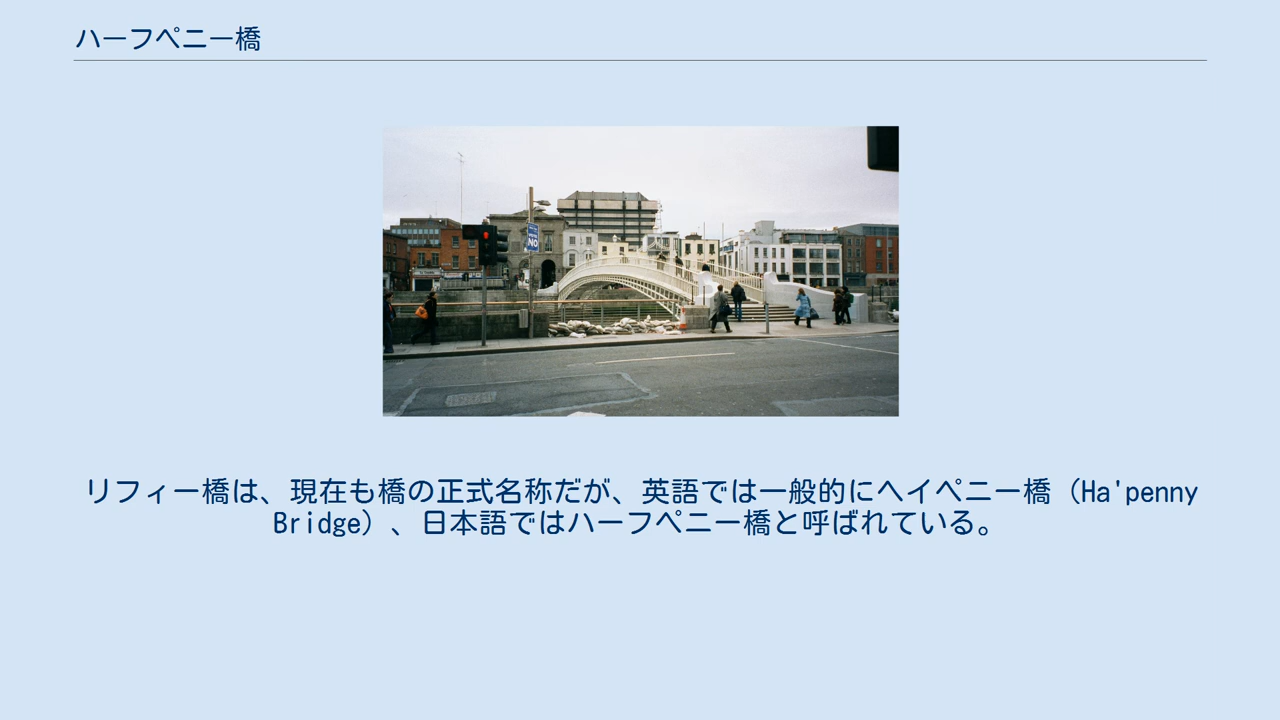 ハーフペニー橋
NO
リフィー橋は、現在も橋の正式名称だが、英語では一般的にヘイペニー橋（Ha'penny
Bridge）、日本語ではハーフペニー橋と呼ばれている。